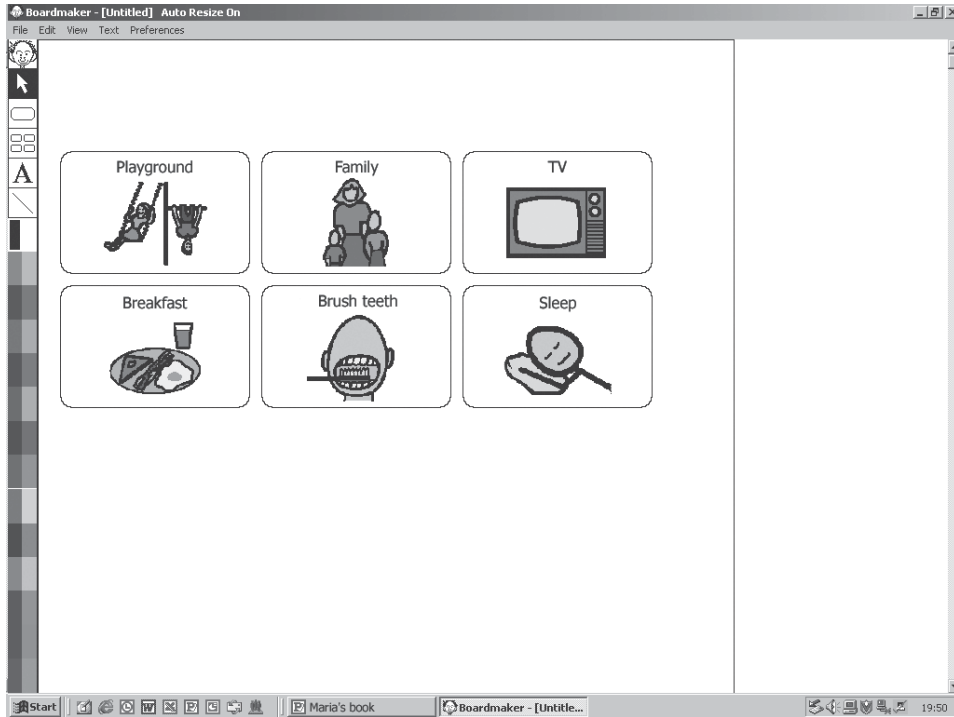 Boardmaker - [Untitled] Auto Resize On
File Edit View Text Preferences
A
Playground Family TV
Breakfast Brush teeth Sleep
Start Maria's book Boardmaker - [Untitle... 19:50